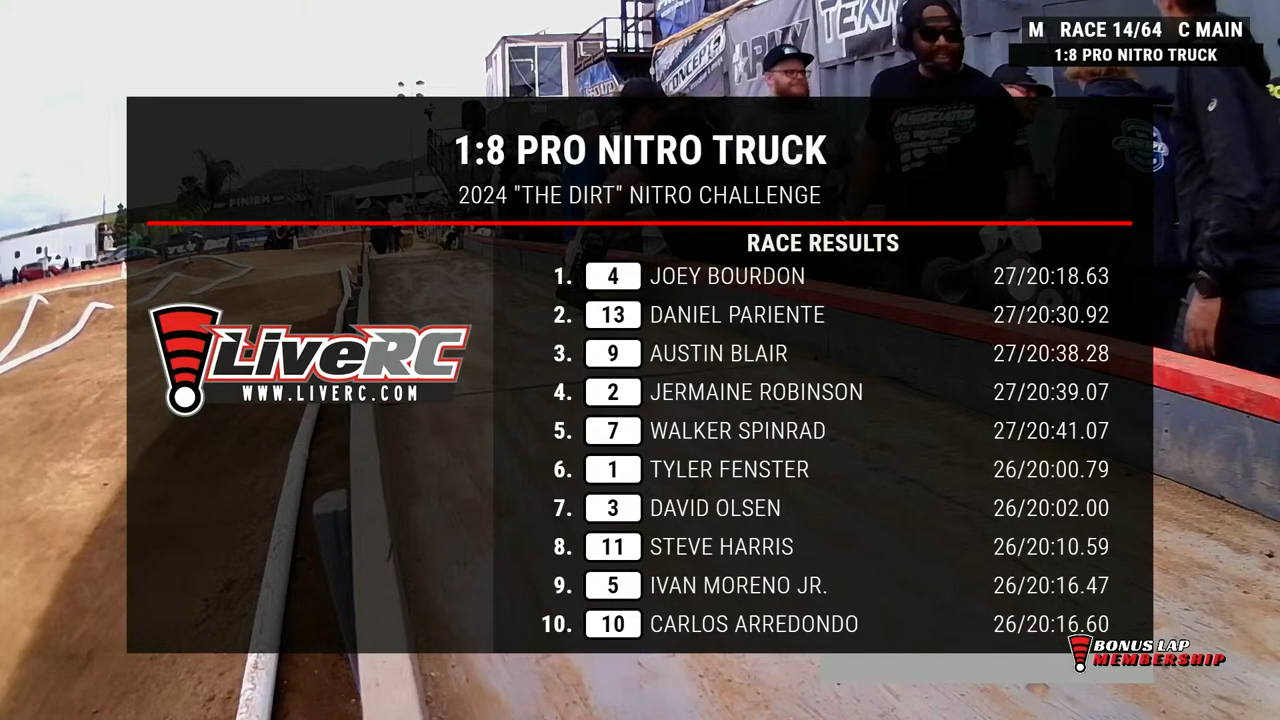 M RACE 14/64 C MAIN
1:8 PRO NITRO TRUCK
CONCEPTS
ARMY
TEKN
1:8 PRO NITRO TRUCK
2024 "THE DIRT" NITRO CHALLENGE
FINISH
RACE RESULTS
1. 4 JOEY BOURDON 27/20:18.63
2. 13 DANIEL PARIENTE 27/20:30.92
3. 9 AUSTIN BLAIR 27/20:38.28
4. 2 JERMAINE ROBINSON 27/20:39.07
5. 7 WALKER SPINRAD 27/20:41.07
6. 1 TYLER FENSTER 26/20:00.79
7. 3 DAVID OLSEN 26/20:02.00
8. 11 STEVE HARRIS 26/20:10.59
9. 5 IVAN MORENO JR. 26/20:16.47
10. 10 CARLOS ARREDONDO 26/20:16.60
LiveRC
WWW.LIVERC.COM
BONUS LAP
MEMBERSHIP